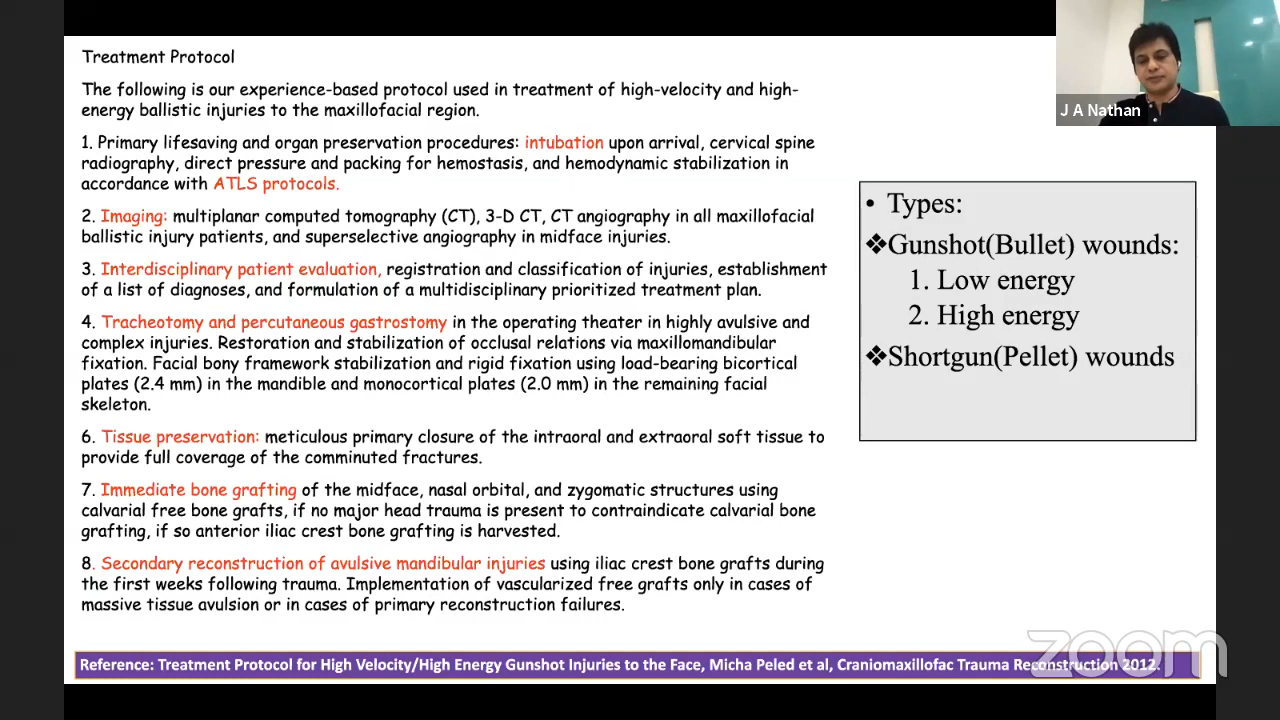 Treatment Protocol
The following is our experience-based protocol used in treatment of high-velocity and high-
energy ballistic injuries to the maxillofacial region.
1. Primary lifesaving and organ preservation procedures: intubation upon arrival, cervical spine
radiography, direct pressure and packing for hemostasis, and hemodynamic stabilization in
accordance with ATLS protocols.
2. Imaging: multiplanar computed tomography (CT), 3-D CT, CT angiography in all maxillofacial
ballistic injury patients, and superselective angiography in midface injuries.
3. Interdisciplinary patient evaluation, registration and classification of injuries, establishment
of a list of diagnoses, and formulation of a multidisciplinary prioritized treatment plan.
4. Tracheotomy and percutaneous gastrostomy in the operating theater in highly avulsive and
complex injuries. Restoration and stabilization of occlusal relations via maxillomandibular
fixation. Facial bony framework stabilization and rigid fixation using load-bearing bicortical
plates (2.4 mm) in the mandible and monocortical plates (2.0 mm) in the remaining facial
skeleton.
6. Tissue preservation: meticulous primary closure of the intraoral and extraoral soft tissue to
provide full coverage of the comminuted fractures.
7. Immediate bone grafting of the midface, nasal orbital, and zygomatic structures using
calvarial free bone grafts, if no major head trauma is present to contraindicate calvarial bone
grafting, if so anterior iliac crest bone grafting is harvested.
8. Secondary reconstruction of avulsive mandibular injuries using iliac crest bone grafts during
the first weeks following trauma. Implementation of vascularized free grafts only in cases of
massive tissue avulsion or in cases of primary reconstruction failures.
Reference: Treatment Protocol for High Velocity/High Energy Gunshot Injuries to the Face, Micha Peled et al, Craniomaxillofac Trauma Reconstruction 2012.
J A Nathan
• Types:
❖Gunshot(Bullet) wounds:
1. Low energy
2. High energy
❖Shortgun(Pellet) wounds
zoom